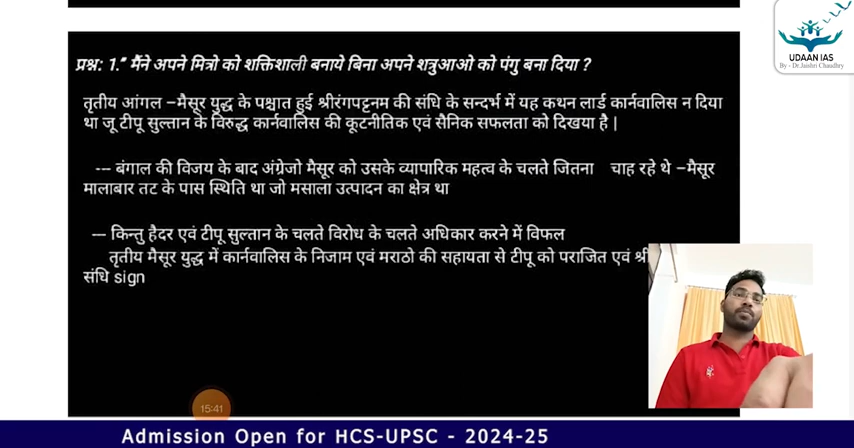 UDAAN IAS
By - Dr.Jaishri Chaudhry
प्रश्न: 1.” मैंने अपने मित्रो को शक्तिशाली बनाये बिना अपने शत्रुआओ को पंगु बना दिया ?
तृतीय आंगल –मैसूर युद्ध के पश्चात हुई श्रीरंगपट्टनम की संधि के सन्दर्भ में यह कथन लार्ड कार्नवालिस न दिया
था जू टीपू सुल्तान के विरुद्ध कार्नवालिस की कूटनीतिक एवं सैनिक सफलता को दिखया है |
--- बंगाल की विजय के बाद अंग्रेजो मैसूर को उसके व्यापारिक महत्व के चलते जितना चाह रहे थे –मैसूर
मालाबार तट के पास स्थिति था जो मसाला उत्पादन का क्षेत्र था
--- किन्तु हैदर एवं टीपू सुल्तान के चलते विरोध के चलते अधिकार करने में विफल
तृतीय मैसूर युद्ध में कार्नवालिस के निजाम एवं मराठो की सहायता से टीपू को पराजित एवं श्री
संधि sign
15:41
Admission Open for HCS-UPSC - 2024-25